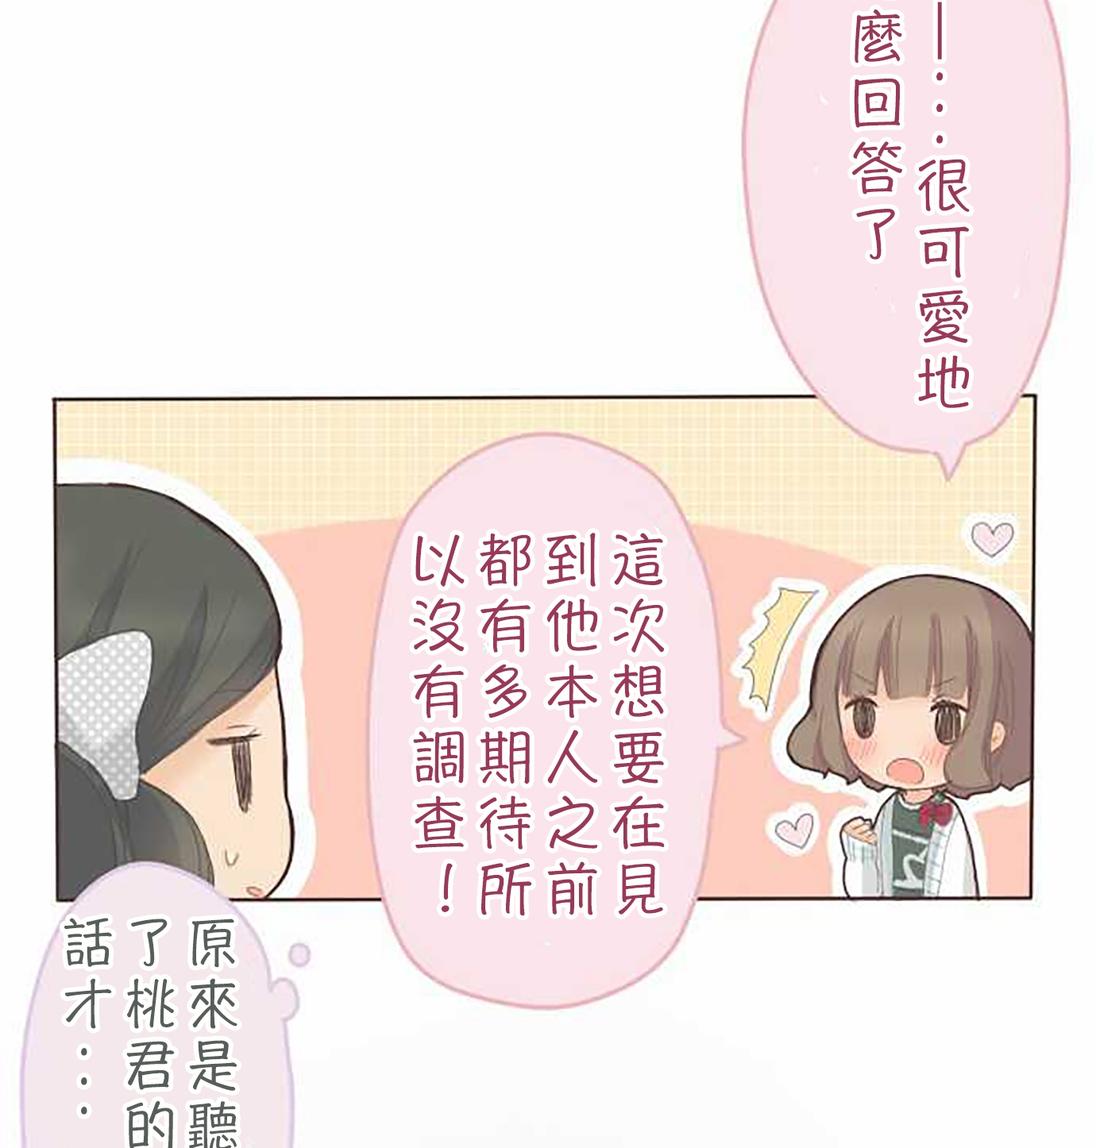 ー⋯⋯很可愛地
麼回答了
這次想要在見
到他本人之前
都有多期待所
以沒有調查！
原來是聽
了桃君的
話才⋯⋯